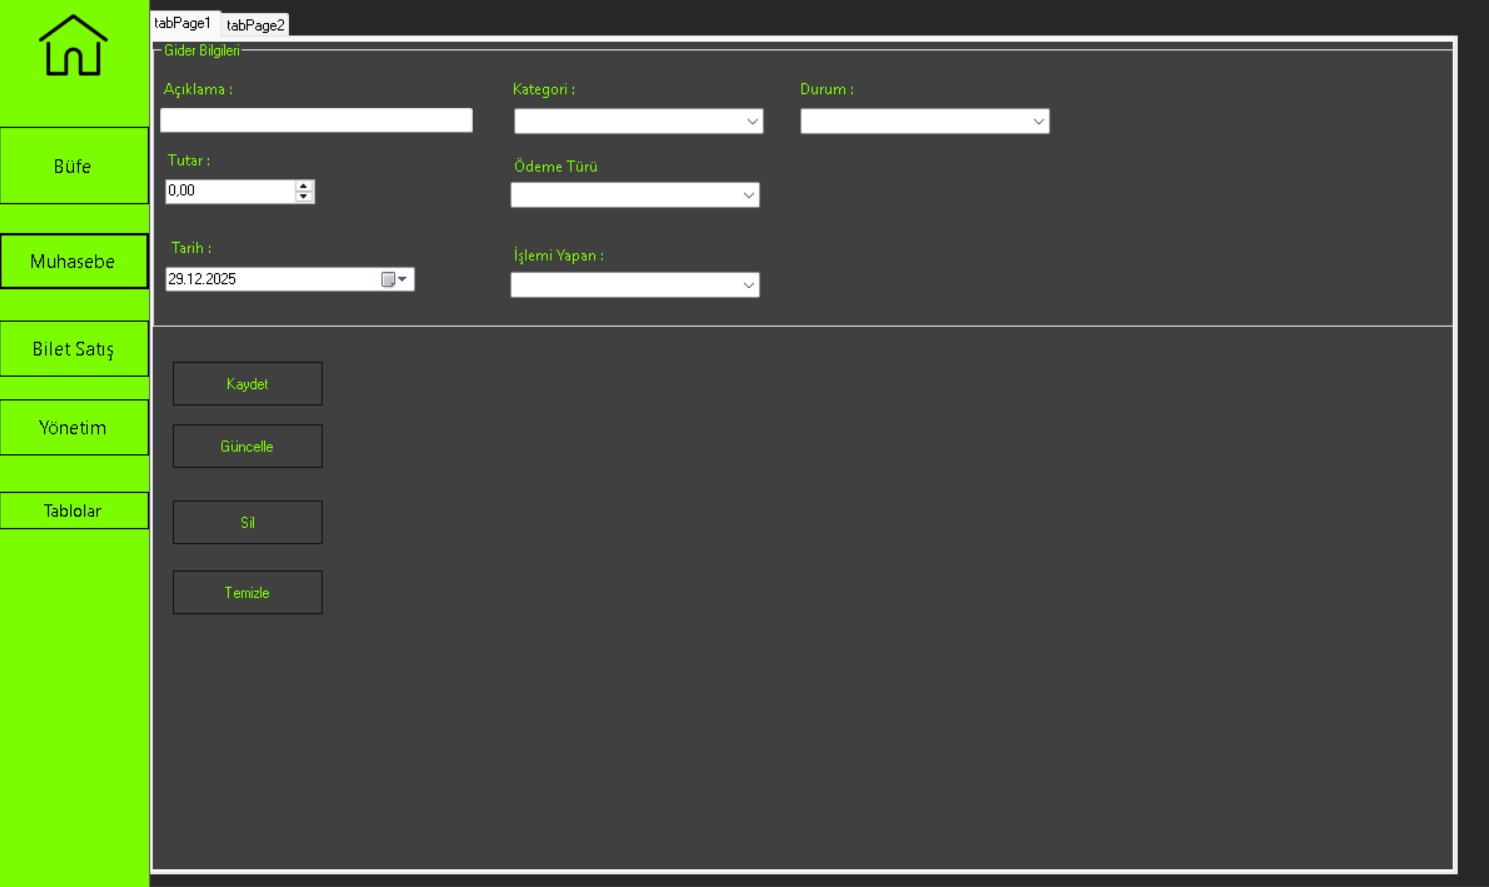 tabPage1 tabPage2
Gider Bilgileri
Açıklama : Kategori : Durum :
Tutar : Ödeme Türü
0,00
Tarih : İşlemi Yapan :
29.12.2025
Büfe
Muhasebe
Bilet Satış
Yönetim
Tablolar
Kaydet
Güncelle
Sil
Temizle